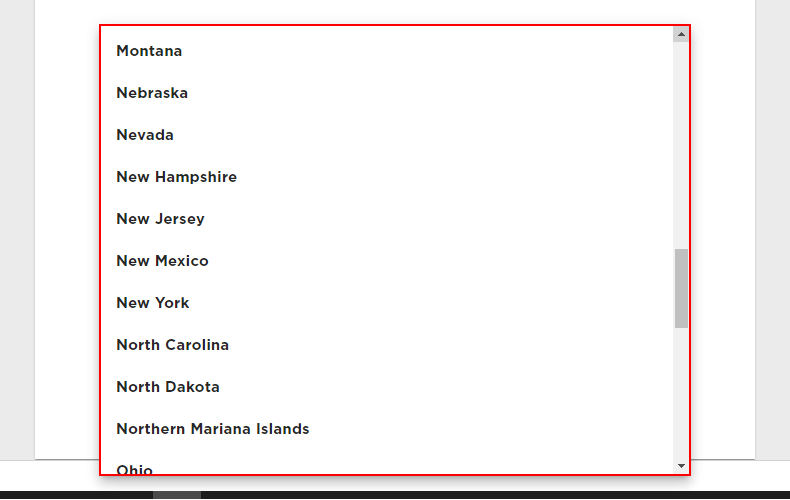 Montana
Nebraska
Nevada
New Hampshire
New Jersey
New Mexico
New York
North Carolina
North Dakota
Northern Mariana Islands
Ohio